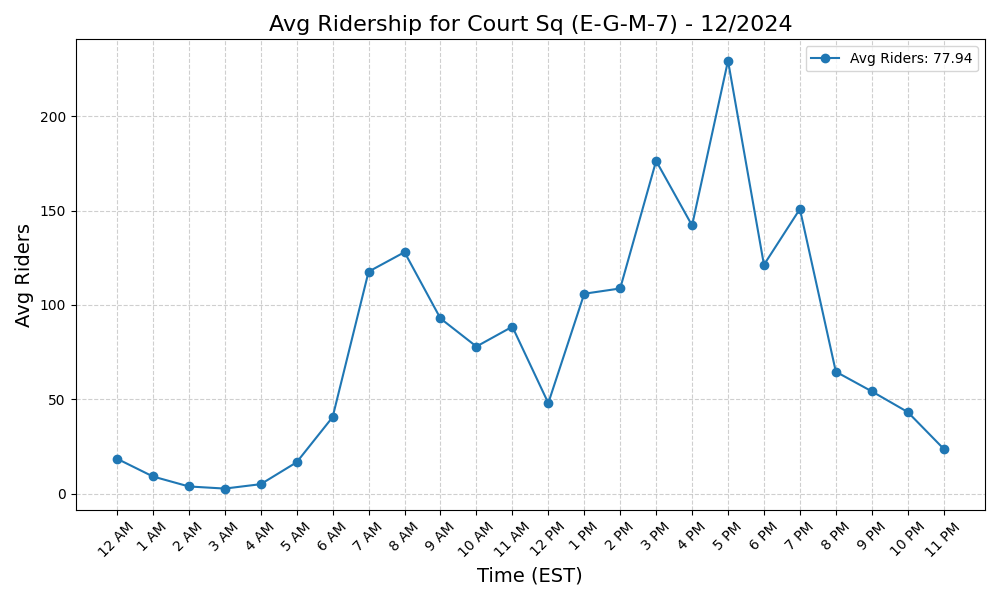 Avg Ridership for Court Sq (E-G-M-7) - 12/2024
Avg Riders: 77.94
Avg Riders
200
150
100
50
0
12 AM
1 AM
2 AM
3 AM
4 AM
5 AM
6 AM
7 AM
8 AM
9 AM
10 AM
11 AM
12 PM
1 PM
2 PM
3 PM
4 PM
5 PM
6 PM
7 PM
8 PM
9 PM
10 PM
11 PM
Time (EST)